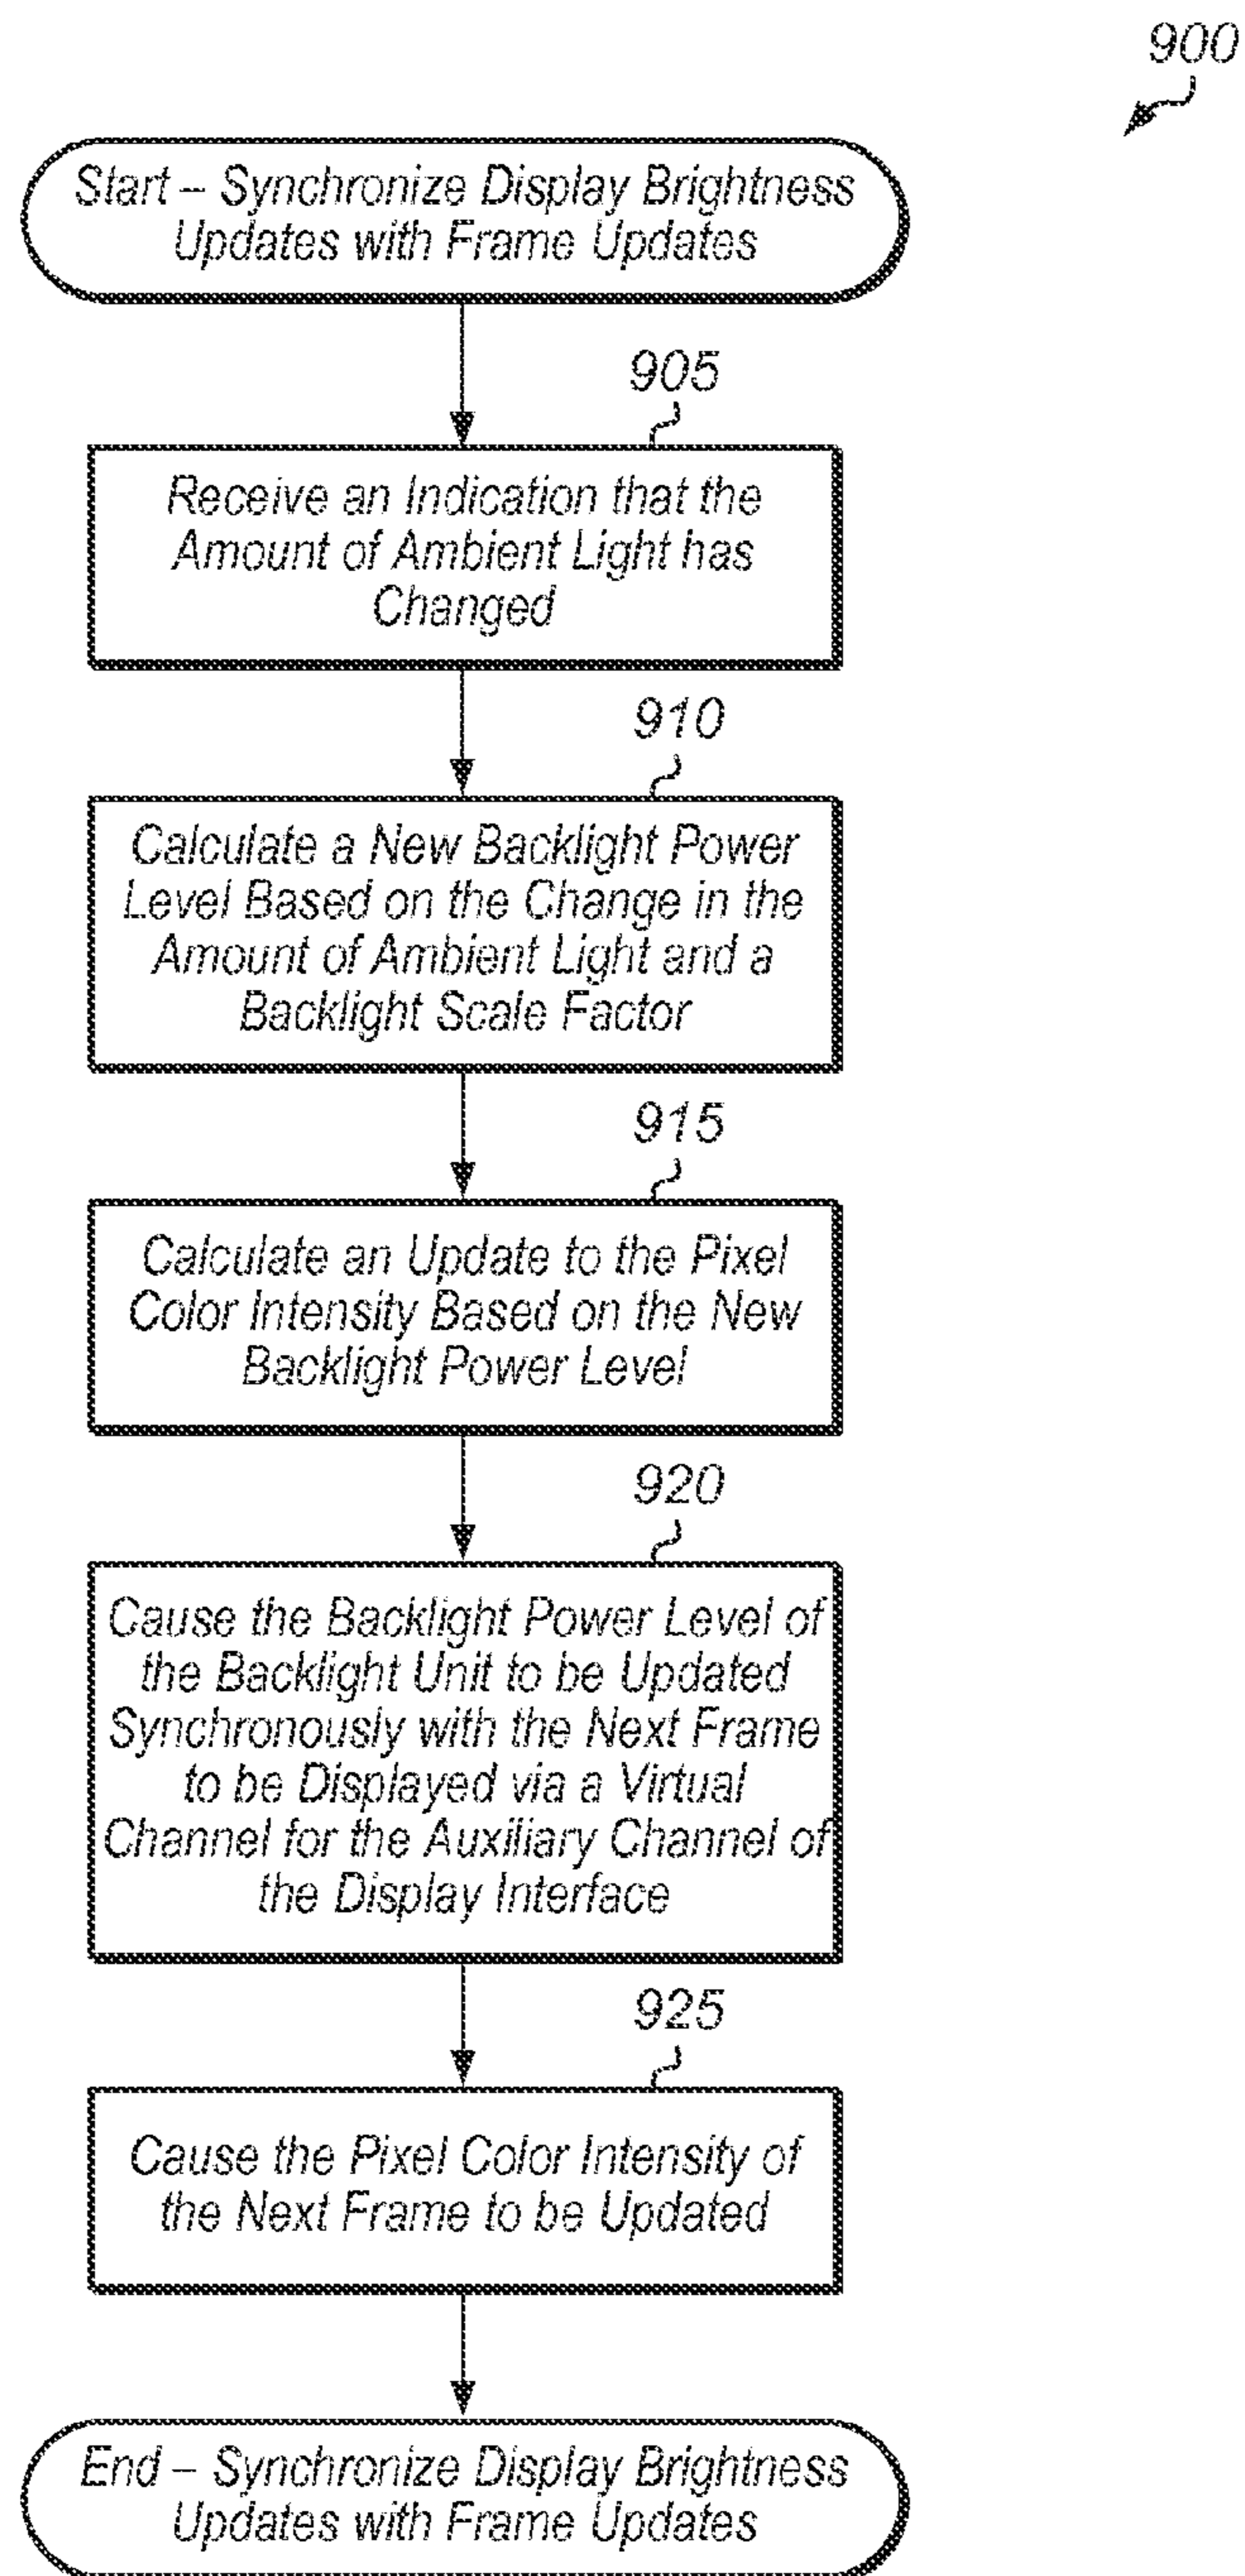 900
Start – Synchronize Display Brightness
Updates with Frame Updates
905
Receive an Indication that the
Amount of Ambient Light has
Changed
910
Calculate a New Backlight Power
Level Based on the Change in the
Amount of Ambient Light and a
Backlight Scale Factor
915
Calculate an Update to the Pixel
Color Intensity Based on the New
Backlight Power Level
920
Cause the Backlight Power Level of
the Backlight Unit to be Updated
Synchronously with the Next Frame
to be Displayed via a Virtual
Channel for the Auxiliary Channel of
the Display Interface
925
Cause the Pixel Color Intensity of
the Next Frame to be Updated
End – Synchronize Display Brightness
Updates with Frame Updates